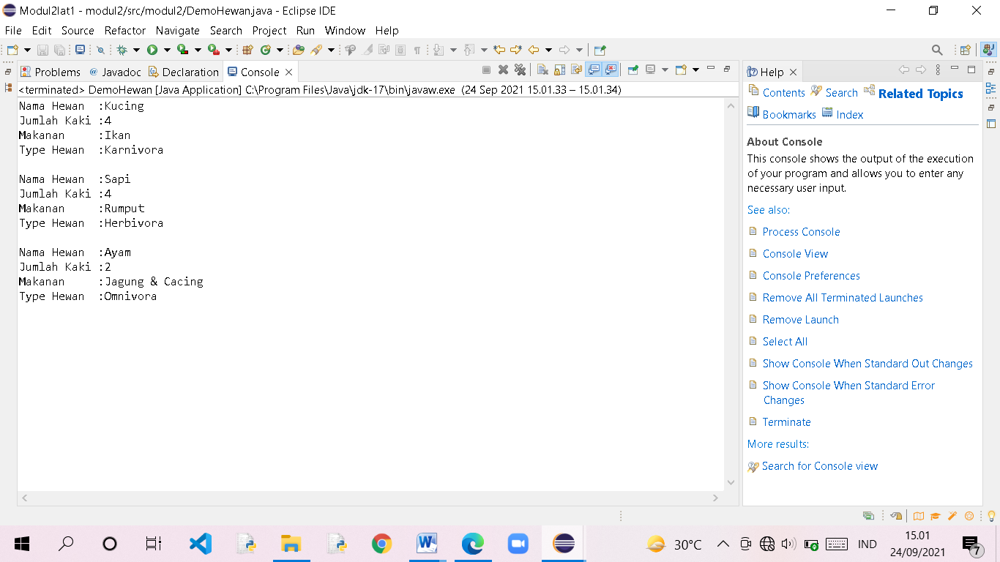 Modul2lat1 - modul2/src/modul2/DemoHewan.java - Eclipse IDE
File Edit Source Refactor Navigate Search Project Run Window Help
Problems @ Javadoc Declaration Console
<terminated> DemoHewan [Java Application] C:\Program Files\Java\jdk-17\bin\javaw.exe (24 Sep 2021 15.01.33 – 15.01.34)
Nama Hewan  :Kucing
Jumlah Kaki :4
Makanan     :Ikan
Type Hewan  :Karnivora

Nama Hewan  :Sapi
Jumlah Kaki :4
Makanan     :Rumput
Type Hewan  :Herbivora

Nama Hewan  :Ayam
Jumlah Kaki :2
Makanan     :Jagung & Cacing
Type Hewan  :Omnivora
Help
Contents Search Related Topics
Bookmarks Index
About Console
This console shows the output of the execution
of your program and allows you to enter any
necessary user input.
See also:
Process Console
Console View
Console Preferences
Remove All Terminated Launches
Remove Launch
Select All
Show Console When Standard Out Changes
Show Console When Standard Error
Changes
Terminate
More results:
Search for Console view
30°C IND
15.01
24/09/2021
7